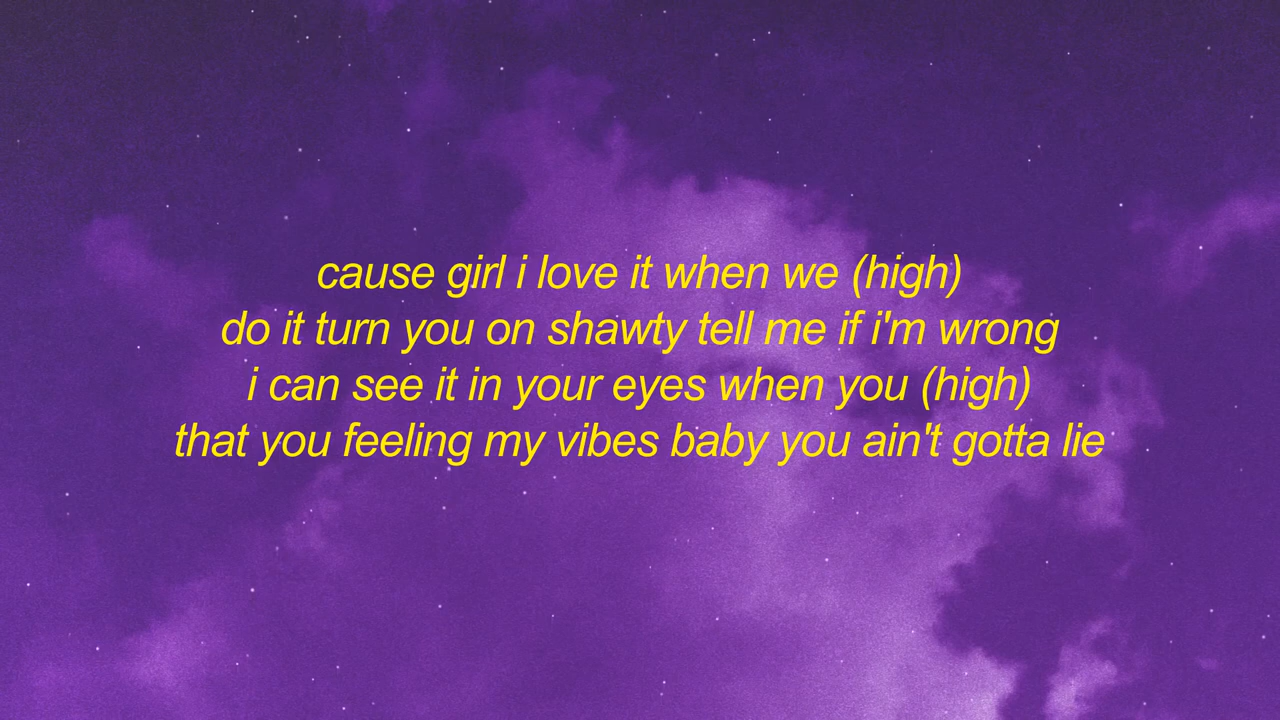 cause girl i love it when we (high)
do it turn you on shawty tell me if i'm wrong
i can see it in your eyes when you (high)
that you feeling my vibes baby you ain't gotta lie